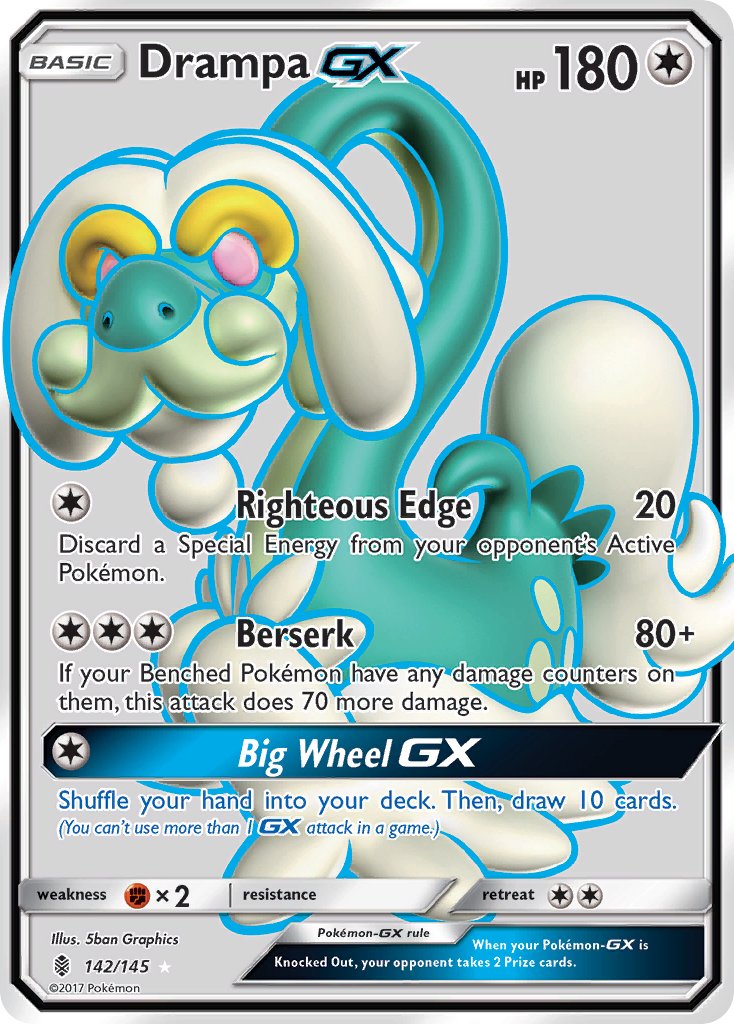 BASIC Drampa GX HP 180
Righteous Edge 20
Discard a Special Energy from your opponent's Active
Pokémon.
Berserk 80+
If your Benched Pokémon have any damage counters on
them, this attack does 70 more damage.
Big Wheel GX
Shuffle your hand into your deck. Then, draw 10 cards.
(You can't use more than 1 GX attack in a game.)
weakness × 2 resistance retreat
Illus. 5ban Graphics
Pokémon-GX rule
When your Pokémon-GX is
Knocked Out, your opponent takes 2 Prize cards.
142/145
©2017 Pokémon